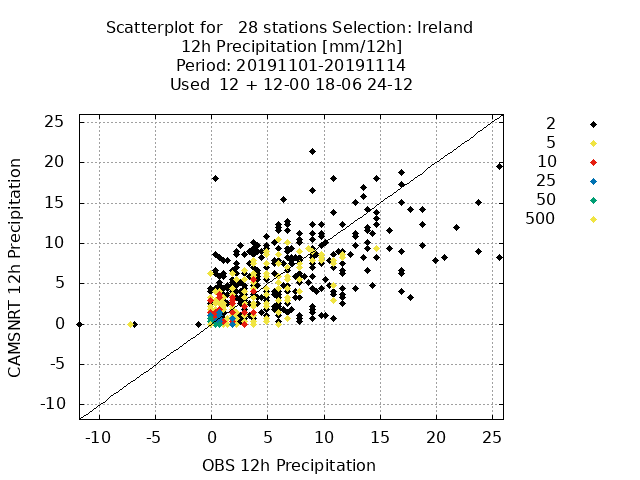 Scatterplot for   28 stations Selection: Ireland
12h Precipitation [mm/12h]
Period: 20191101-20191114
Used  12 + 12-00 18-06 24-12
25
20
15
10
5
0
-5
-10
CAMSNRT 12h Precipitation
-10 -5 0 5 10 15 20 25
OBS 12h Precipitation
2
5
10
25
50
500